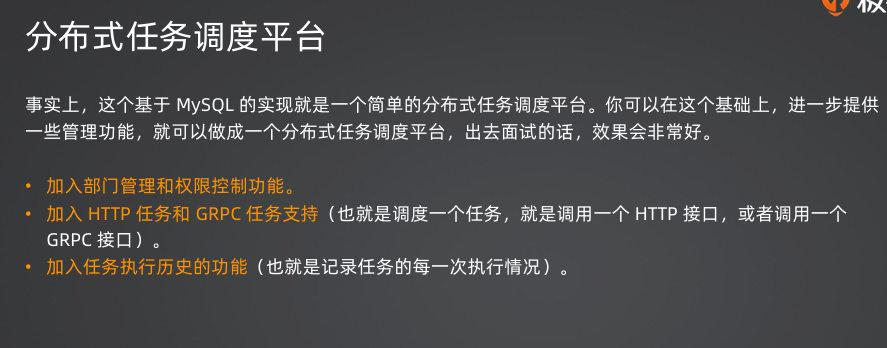 分布式任务调度平台
事实上，这个基于 MySQL 的实现就是一个简单的分布式任务调度平台。你可以在这个基础上，进一步提供
一些管理功能，就可以做成一个分布式任务调度平台，出去面试的话，效果会非常好。
• 加入部门管理和权限控制功能。
• 加入 HTTP 任务和 GRPC 任务支持（也就是调度一个任务，就是调用一个 HTTP 接口，或者调用一个
GRPC 接口）。
• 加入任务执行历史的功能（也就是记录任务的每一次执行情况）。